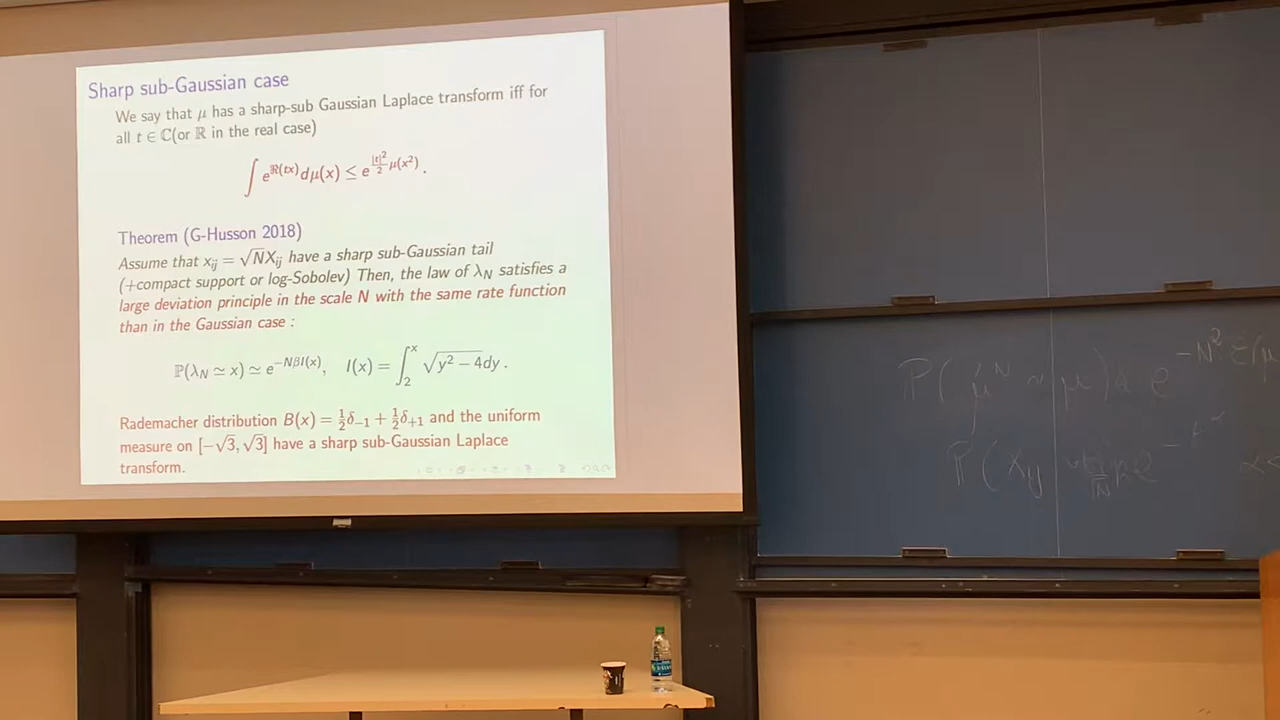 Sharp sub-Gaussian case
We say that μ has a sharp-sub Gaussian Laplace transform iff for
all t ∈ ℂ(or ℝ in the real case)
∫ e^{ℝ(tx)} dμ(x) ≤ e^{\frac{|t|^2}{2} μ(x^2)}.
Theorem (G-Husson 2018)
Assume that x_{ij} = √N X_{ij} have a sharp sub-Gaussian tail
(+compact support or log-Sobolev) Then, the law of λ_N satisfies a
large deviation principle in the scale N with the same rate function
than in the Gaussian case :
ℙ(λ_N ≃ x) ≃ e^{-NβI(x)}, I(x) = ∫_2^x √(y^2 − 4) dy.
Rademacher distribution B(x) = ½δ_{−1} + ½δ_{+1} and the uniform
measure on [−√3, √3] have a sharp sub-Gaussian Laplace
transform.